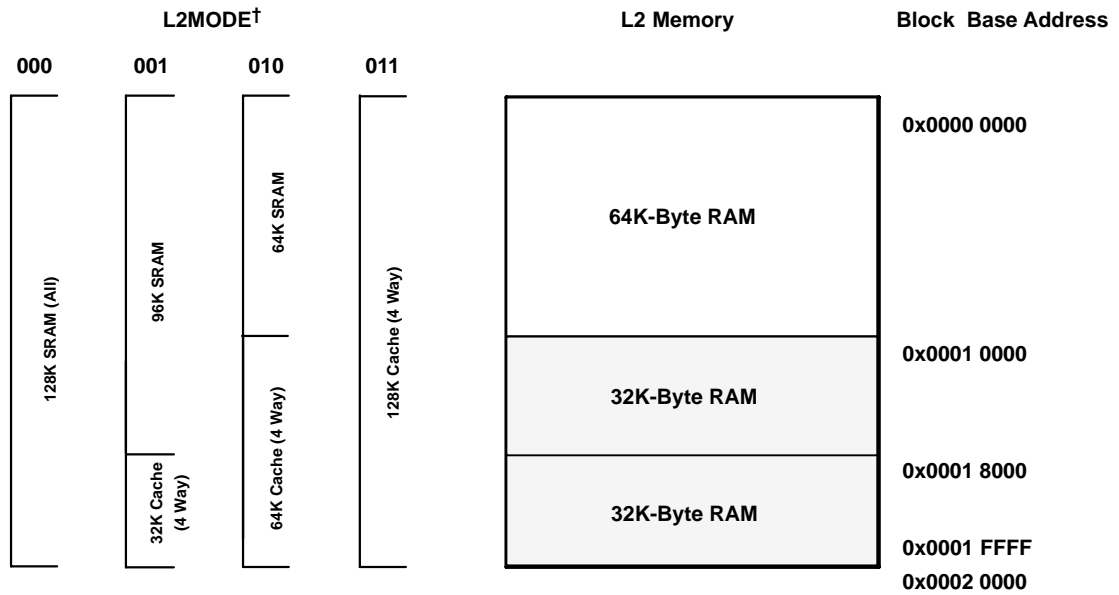 L2MODE† L2 Memory Block Base Address
000 001 010 011
128K SRAM (All)
96K SRAM
32K Cache
(4 Way)
64K SRAM
64K Cache (4 Way)
128K Cache (4 Way)
64K-Byte RAM
32K-Byte RAM
32K-Byte RAM
0x0000 0000
0x0001 0000
0x0001 8000
0x0001 FFFF
0x0002 0000